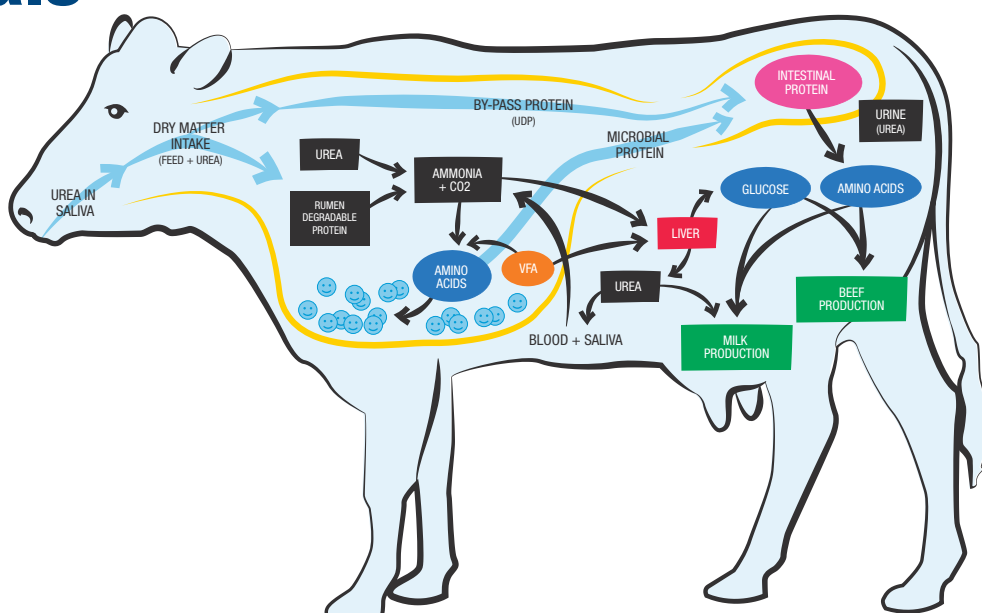 INTESTINAL
PROTEIN
BY-PASS PROTEIN
(UDP)
URINE
(UREA)
DRY MATTER
INTAKE
(FEED + UREA)
MICROBIAL
PROTEIN
UREA
AMMONIA
+ CO2
GLUCOSE
AMINO ACIDS
UREA IN
SALIVA
RUMEN
DEGRADABLE
PROTEIN
LIVER
AMINO
ACIDS
VFA
UREA
BEEF
PRODUCTION
BLOOD + SALIVA
MILK
PRODUCTION